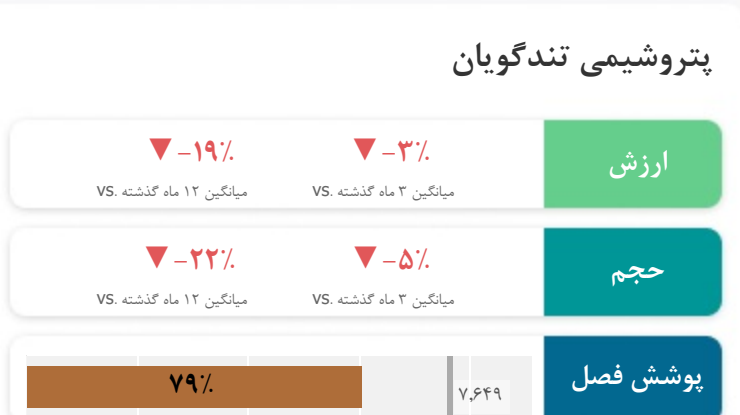 پتروشیمی تندگویان
ارزش
▼ -۳٪ ▼ -۱۹٪
میانگین ۳ ماه گذشته .VS میانگین ۱۲ ماه گذشته .VS
حجم
▼ -۵٪ ▼ -۲۲٪
میانگین ۳ ماه گذشته .VS میانگین ۱۲ ماه گذشته .VS
پوشش فصل
۷۹٪
۷,۶۴۹